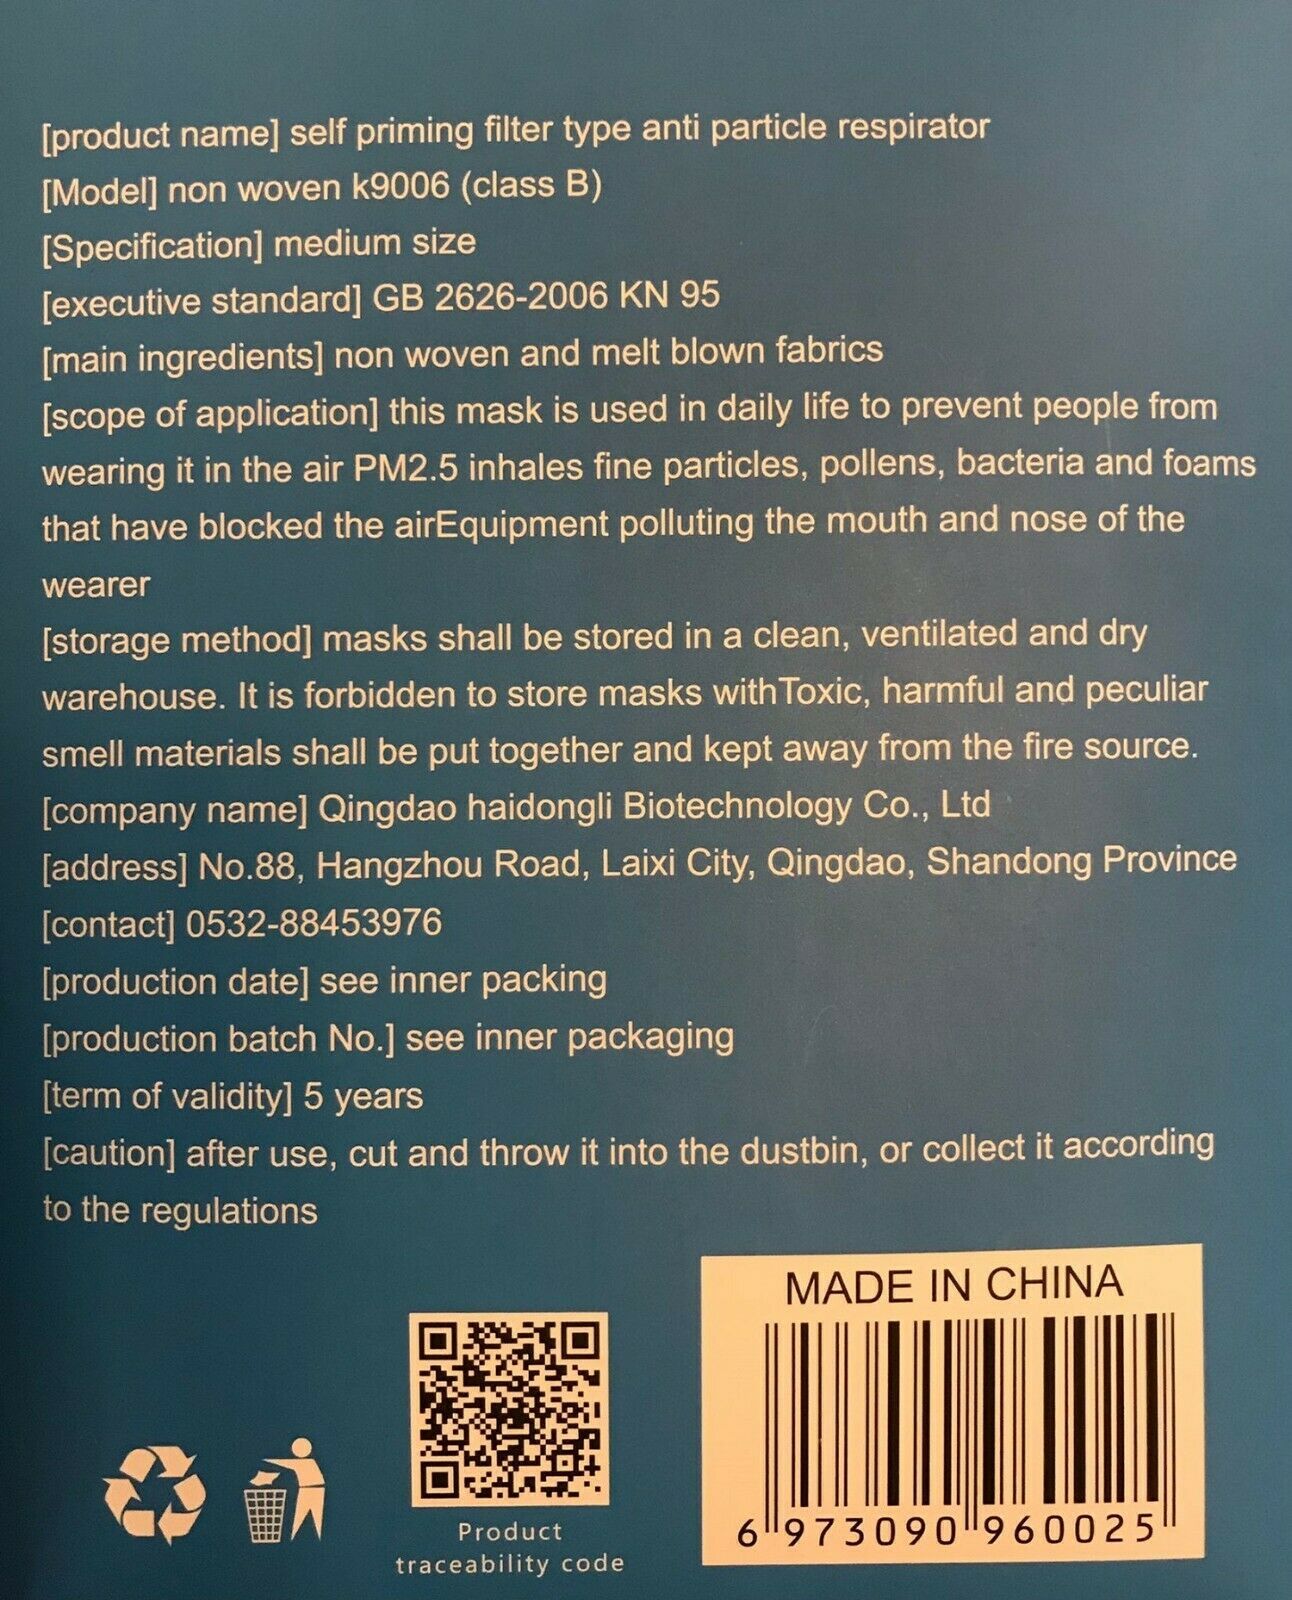 [product name] self priming filter type anti particle respirator
[Model] non woven k9006 (class B)
[Specification] medium size
[executive standard] GB 2626-2006 KN 95
[main ingredients] non woven and melt blown fabrics
[scope of application] this mask is used in daily life to prevent people from
wearing it in the air PM2.5 inhales fine particles, pollens, bacteria and foams
that have blocked the airEquipment polluting the mouth and nose of the
wearer
[storage method] masks shall be stored in a clean, ventilated and dry
warehouse. It is forbidden to store masks withToxic, harmful and peculiar
smell materials shall be put together and kept away from the fire source.
[company name] Qingdao haidongli Biotechnology Co., Ltd
[address] No.88, Hangzhou Road, Laixi City, Qingdao, Shandong Province
[contact] 0532-88453976
[production date] see inner packing
[production batch No.] see inner packaging
[term of validity] 5 years
[caution] after use, cut and throw it into the dustbin, or collect it according
to the regulations
MADE IN CHINA
6 973090 960025
Product
traceability code